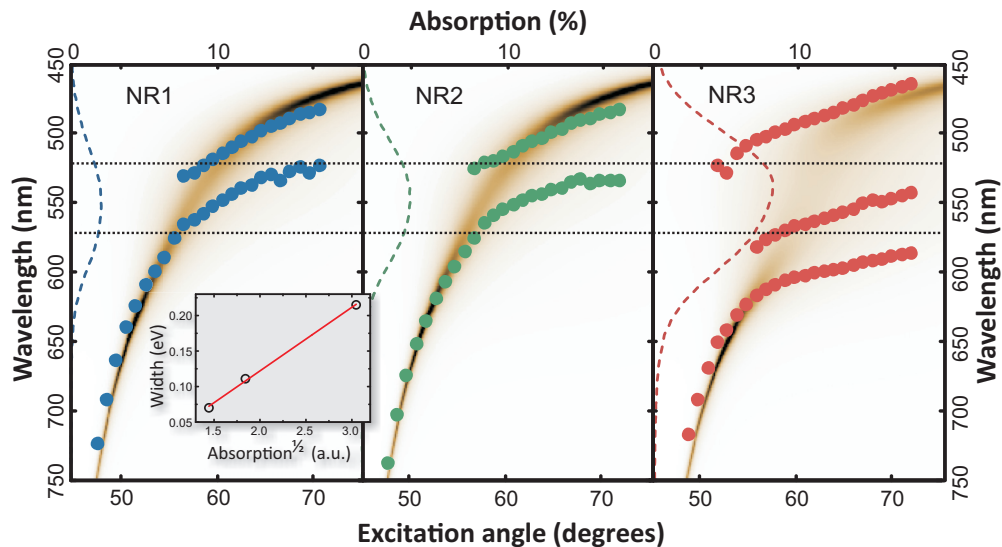 Absorption (%)
0 10 0 10 0 10
450 NR1 NR2 NR3 450
500 500
550 550
600 600
650 650
700 700
750 750
Wavelength (nm)
Wavelength (nm)
0.20
0.15
0.10
0.05
Width (eV)
1.5 2.0 2.5 3.0
Absorption½ (a.u.)
50 60 70 50 60 70 50 60 70
Excitation angle (degrees)